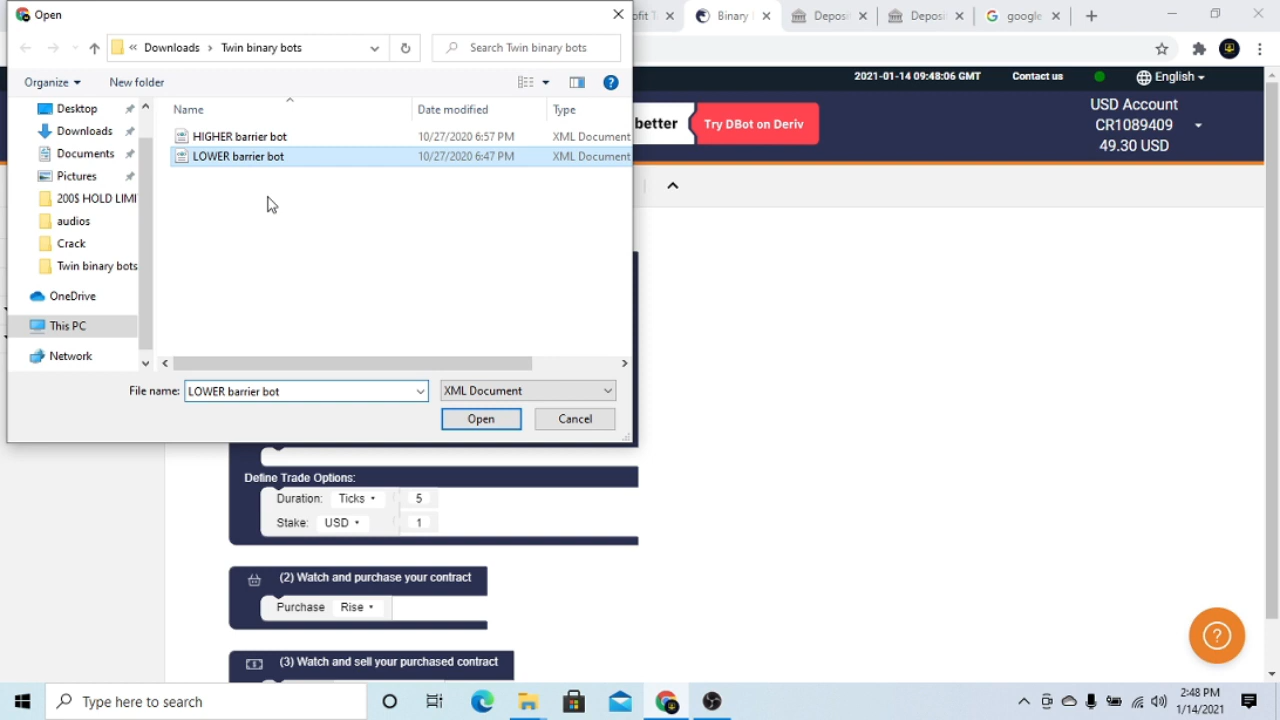 Open
ofit T
Binary
Deposi
Deposi
google
« Downloads › Twin binary bots
Search Twin binary bots
Organize
New folder
2021-01-14 09:48:06 GMT
Contact us
English
Name
Date modified
Type
Desktop
Downloads
Documents
Pictures
200$ HOLD LIMI
audios
Crack
Twin binary bots
OneDrive
This PC
Network
HIGHER barrier bot
10/27/2020 6:57 PM
XML Document
LOWER barrier bot
10/27/2020 6:47 PM
XML Document
better
Try DBot on Deriv
USD Account
CR1089409
49.30 USD
File name:
LOWER barrier bot
XML Document
Open
Cancel
Define Trade Options:
Duration: Ticks 5
Stake: USD 1
(2) Watch and purchase your contract
Purchase Rise
(3) Watch and sell your purchased contract
Type here to search
2:48 PM
1/14/2021